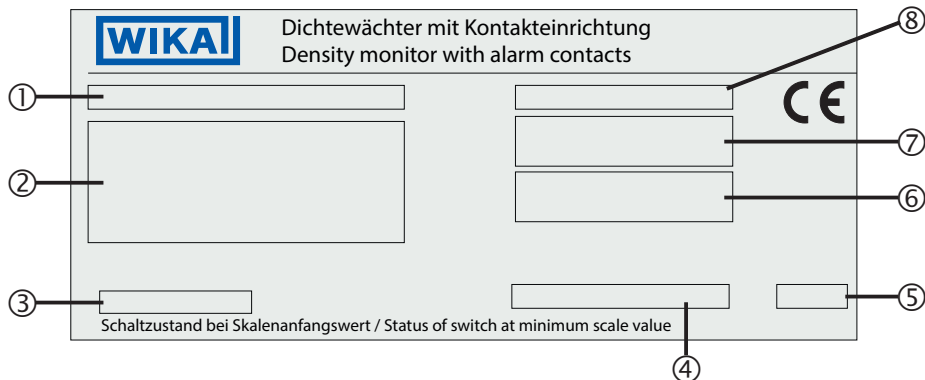 WIKA
Dichtewächter mit Kontakteinrichtung
Density monitor with alarm contacts
CE
①
②
③
④
⑤
⑥
⑦
⑧
Schaltzustand bei Skalenanfangswert / Status of switch at minimum scale value